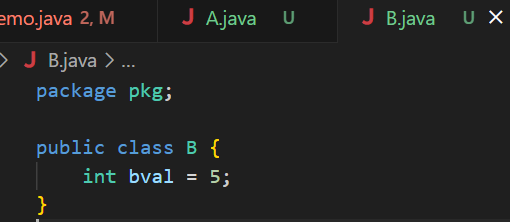 emo.java 2, M J A.java U J B.java U ×
> J B.java > ...
package pkg;
public class B {
int bval = 5;
}